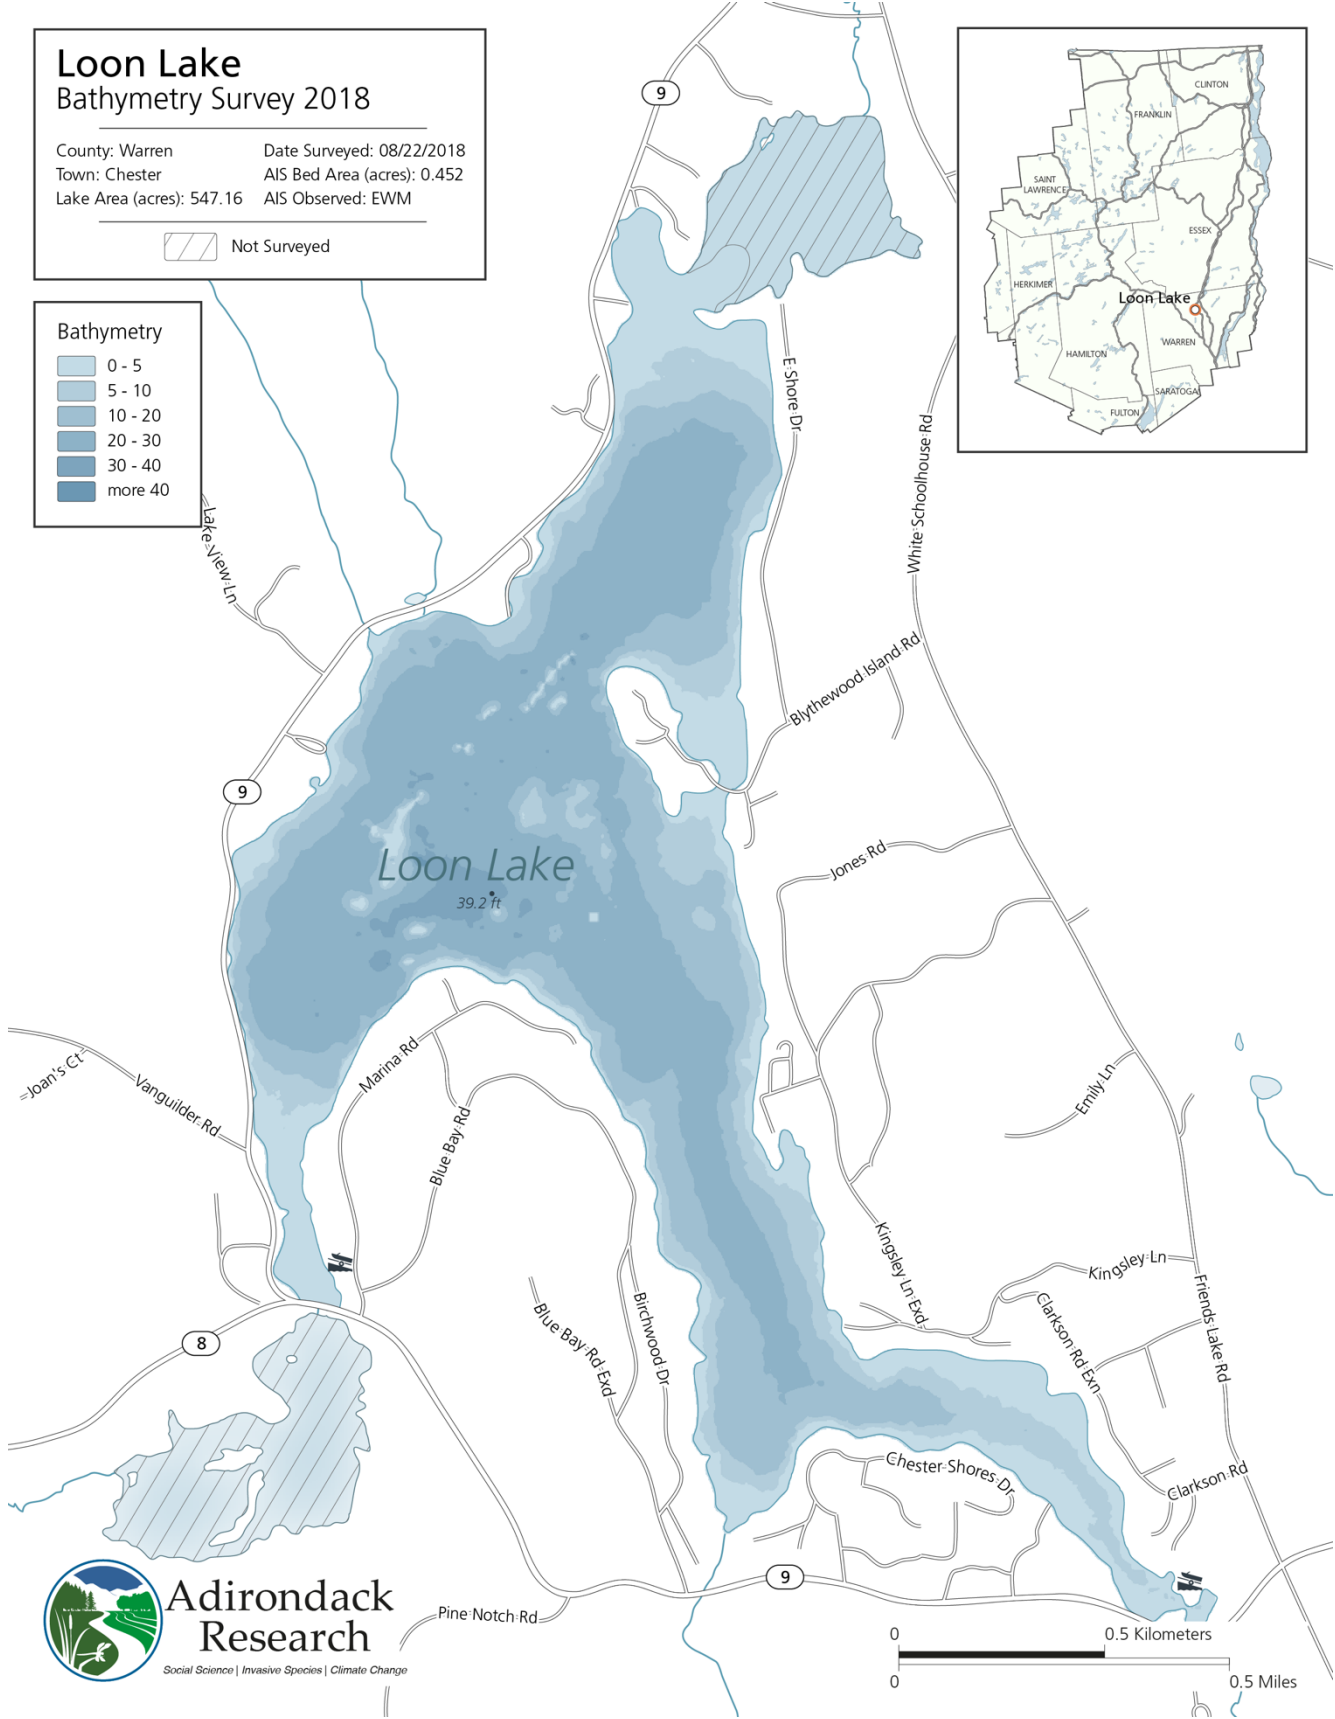 Loon Lake
Bathymetry Survey 2018
County: Warren
Date Surveyed: 08/22/2018
Town: Chester
AIS Bed Area (acres): 0.452
Lake Area (acres): 547.16
AIS Observed: EWM
Not Surveyed
Bathymetry
0 - 5
5 - 10
10 - 20
20 - 30
30 - 40
more 40
CLINTON
FRANKLIN
SAINT
LAWRENCE
ESSEX
HERKIMER
Loon Lake
WARREN
HAMILTON
SARATOGA
FULTON
9
E Shore Dr
White Schoolhouse Rd
Lake View Ln
Blythewood Island Rd
9
Jones Rd
Loon Lake
39.2 ft
Marina Rd
Joan's Ct
Vanguilder Rd
Emily Ln
Blue Bay Rd
Kingsley Ln Exd
Kingsley Ln
Friends Lake Rd
Clarkson Rd Exn
Birchwood Dr
Blue Bay Rd Exd
8
Chester Shores Dr
Clarkson Rd
9
Pine Notch Rd
Adirondack
Research
Social Science | Invasive Species | Climate Change
0
0.5 Kilometers
0
0.5 Miles